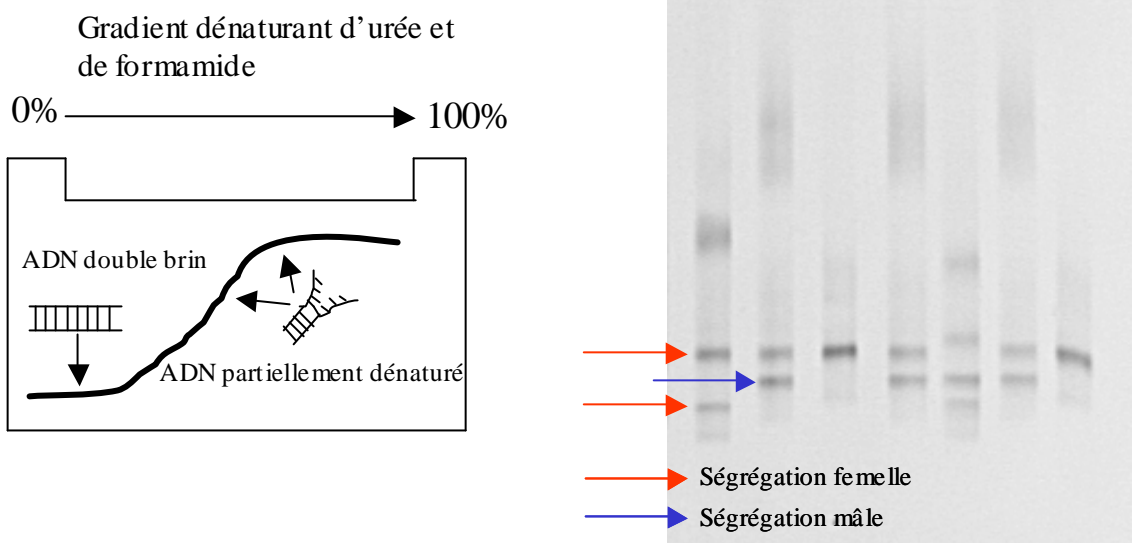 Gradient dénaturant d'urée et
de formamide
0%
100%
ADN double brin
ADN partiellement dénaturé
Ségrégation femelle
Ségrégation mâle